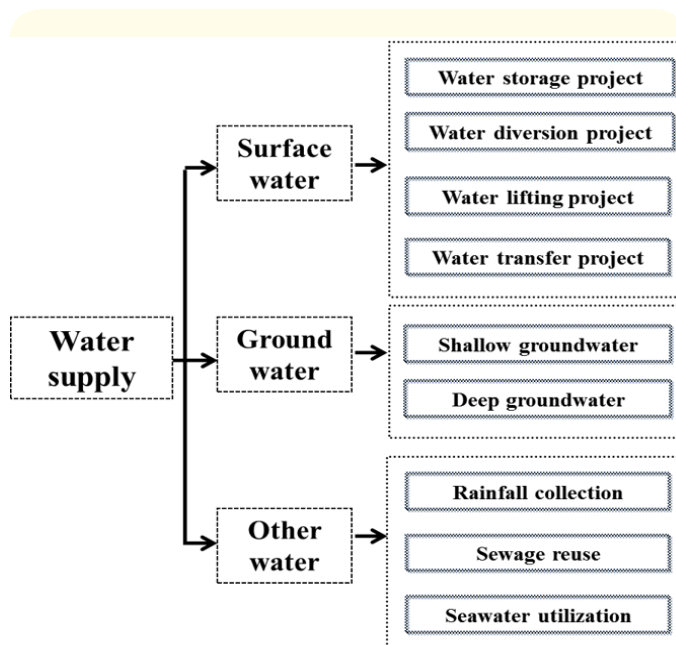 Water
supply
Surface
water
Water storage project
Water diversion project
Water lifting project
Water transfer project
Ground
water
Shallow groundwater
Deep groundwater
Other
water
Rainfall collection
Sewage reuse
Seawater utilization